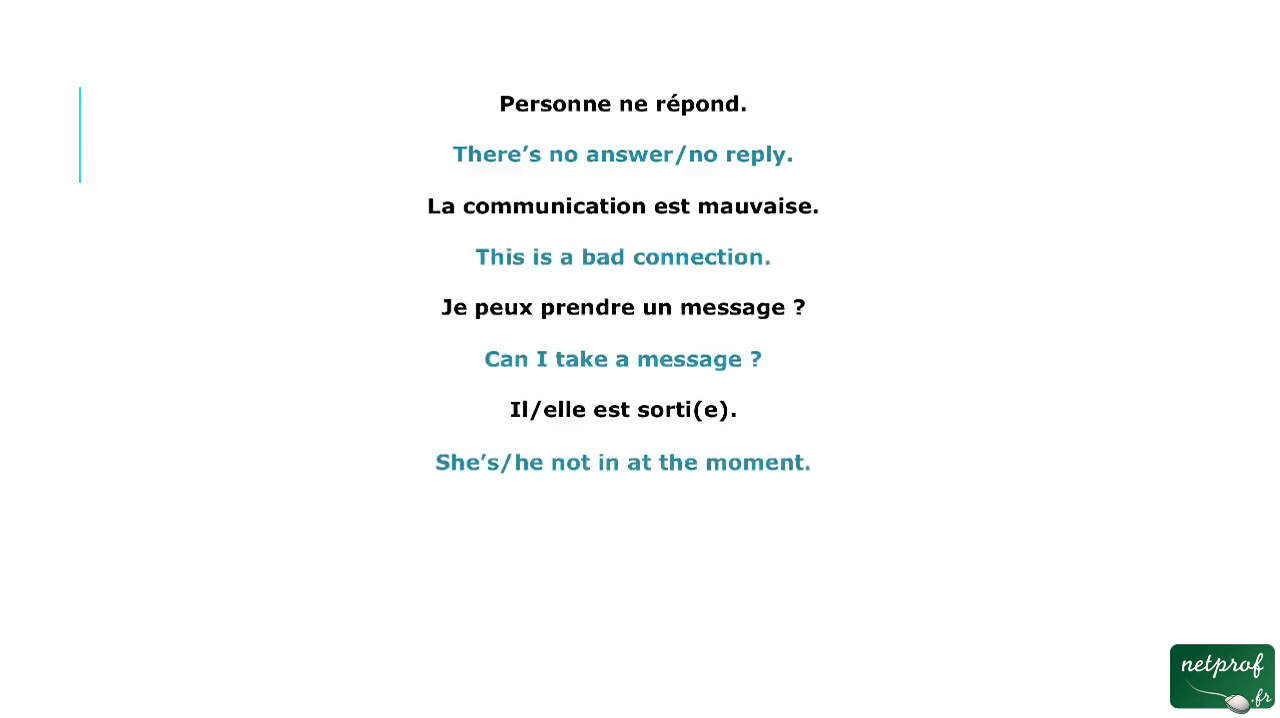 Personne ne répond.
There’s no answer/no reply.
La communication est mauvaise.
This is a bad connection.
Je peux prendre un message ?
Can I take a message ?
Il/elle est sorti(e).
She’s/he not in at the moment.
netprof
.fr